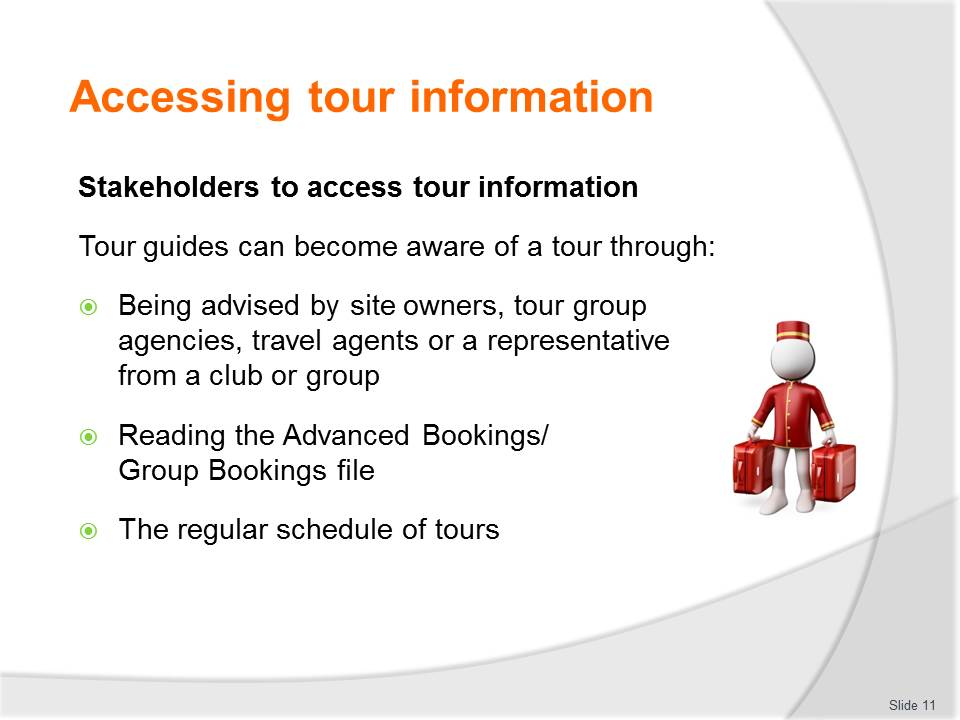 Accessing tour information
Stakeholders to access tour information
Tour guides can become aware of a tour through:
Being advised by site owners, tour group
agencies, travel agents or a representative
from a club or group
Reading the Advanced Bookings/
Group Bookings file
The regular schedule of tours
Slide 11